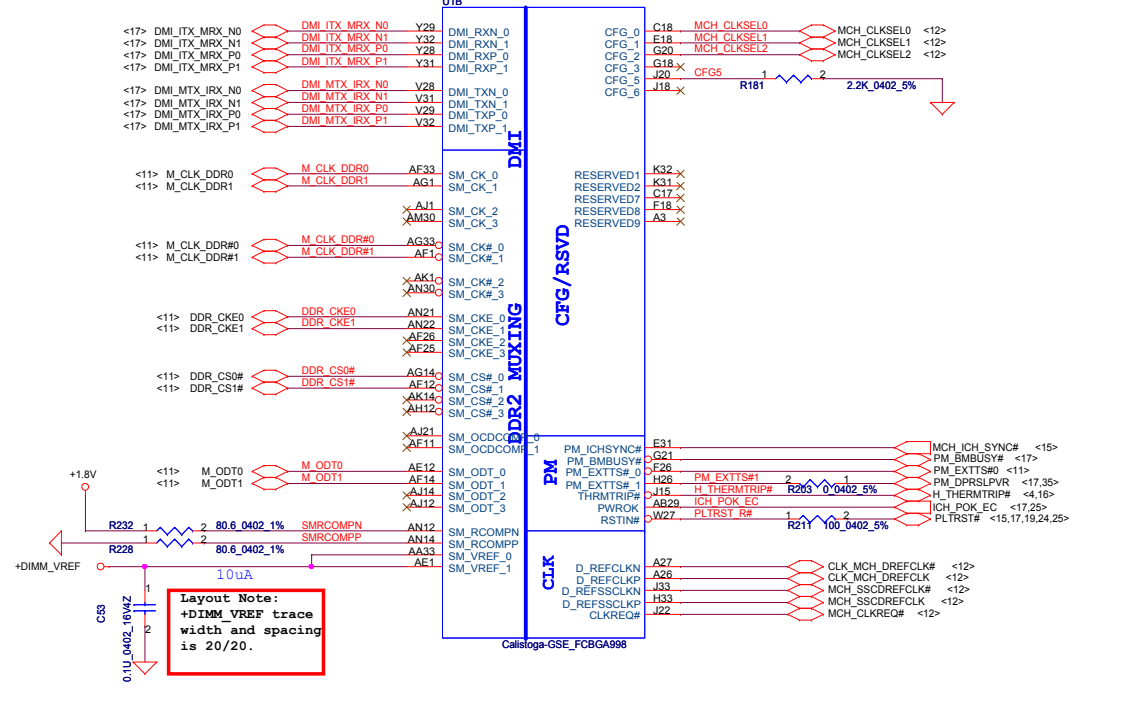 U1B
<17> DMI_ITX_MRX_N0 DMI_ITX_MRX_N0 Y29 DMI_RXN_0
<17> DMI_ITX_MRX_N1 DMI_ITX_MRX_N1 Y32 DMI_RXN_1
<17> DMI_ITX_MRX_P0 DMI_ITX_MRX_P0 Y28 DMI_RXP_0
<17> DMI_ITX_MRX_P1 DMI_ITX_MRX_P1 Y31 DMI_RXP_1
<17> DMI_MTX_IRX_N0 DMI_MTX_IRX_N0 V28 DMI_TXN_0
<17> DMI_MTX_IRX_N1 DMI_MTX_IRX_N1 V31 DMI_TXN_1
<17> DMI_MTX_IRX_P0 DMI_MTX_IRX_P0 V29 DMI_TXP_0
<17> DMI_MTX_IRX_P1 DMI_MTX_IRX_P1 V32 DMI_TXP_1
DMI
<11> M_CLK_DDR0 M_CLK_DDR0 AF33 SM_CK_0
<11> M_CLK_DDR1 M_CLK_DDR1 AG1 SM_CK_1
AJ1 SM_CK_2
AM30 SM_CK_3
<11> M_CLK_DDR#0 M_CLK_DDR#0 AG33 SM_CK#_0
<11> M_CLK_DDR#1 M_CLK_DDR#1 AF1 SM_CK#_1
AK1 SM_CK#_2
AN30 SM_CK#_3
<11> DDR_CKE0 DDR_CKE0 AN21 SM_CKE_0
<11> DDR_CKE1 DDR_CKE1 AN22 SM_CKE_1
AF26 SM_CKE_2
AF25 SM_CKE_3
<11> DDR_CS0# DDR_CS0# AG14 SM_CS#_0
<11> DDR_CS1# DDR_CS1# AF12 SM_CS#_1
AK14 SM_CS#_2
AH12 SM_CS#_3
DDR2 MUXING
AJ21 SM_OCDCOMP_0
AF11 SM_OCDCOMP_1
<11> M_ODT0 M_ODT0 AE12 SM_ODT_0
<11> M_ODT1 M_ODT1 AF14 SM_ODT_1
AJ14 SM_ODT_2
AJ12 SM_ODT_3
+1.8V
R232 1 2 80.6_0402_1% SMRCOMPN AN12 SM_RCOMPN
R228 1 2 80.6_0402_1% SMRCOMPP AN14 SM_RCOMPP
AA33 SM_VREF_0
+DIMM_VREF AE1 SM_VREF_1
10uA
C53
0.1U_0402_16V4Z
1
2
Layout Note:
+DIMM_VREF trace
width and spacing
is 20/20.
CFG_0 C18 MCH_CLKSEL0 MCH_CLKSEL0 <12>
CFG_1 E18 MCH_CLKSEL1 MCH_CLKSEL1 <12>
CFG_2 G20 MCH_CLKSEL2 MCH_CLKSEL2 <12>
CFG_3 G18
CFG_5 J20 CFG5 R181 1 2 2.2K_0402_5%
CFG_6 J18
RESERVED1 K32
RESERVED2 K31
RESERVED7 C17
RESERVED8 F18
RESERVED9 A3
CFG/RSVD
PM_ICHSYNC# E31 MCH_ICH_SYNC# <15>
PM_BMBUSY# G21 PM_BMBUSY# <17>
PM_EXTTS#_0 F26 PM_EXTTS#0 <11>
PM_EXTTS#_1 H26 PM_EXTTS#1 R203 2 1 0_0402_5% PM_DPRSLPVR <17,35>
THRMTRIP# J15 H_THERMTRIP# H_THERMTRIP# <4,16>
PWROK AB29 ICH_POK_EC ICH_POK_EC <17,25>
RSTIN# W27 PLTRST_R# R211 1 2 100_0402_5% PLTRST# <15,17,19,24,25>
PM
D_REFCLKN A27 CLK_MCH_DREFCLK# <12>
D_REFCLKP A26 CLK_MCH_DREFCLK <12>
D_REFSSCLKN J33 MCH_SSCDREFCLK# <12>
D_REFSSCLKP H33 MCH_SSCDREFCLK <12>
CLKREQ# J22 MCH_CLKREQ# <12>
CLK
Calistoga-GSE_FCBGA998